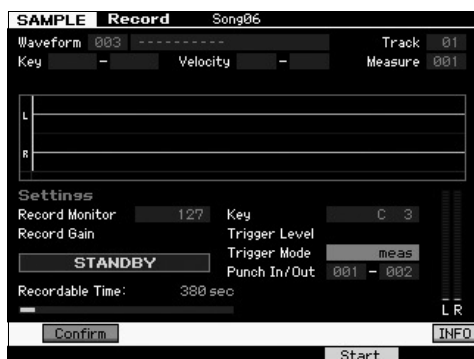 SAMPLE Record Song06
Waveform 003 ---------- Track 01
Key - Velocity - Measure 001
L
R
Settings
Record Monitor 127 Key C 3
Record Gain Trigger Level
STANDBY Trigger Mode meas
Punch In/Out 001 - 002
Recordable Time: 380 sec
L R
Confirm INFO
Start